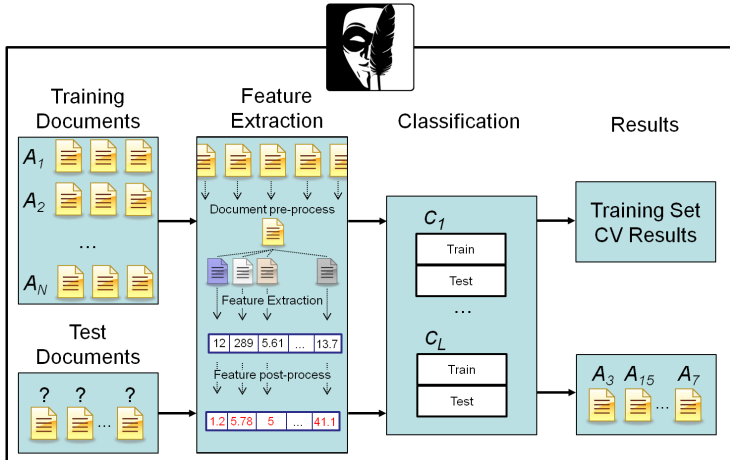 Training
Documents
A1
A2
...
AN
Test
Documents
? ? ?
...
Feature
Extraction
Document pre-process
Feature Extraction
12 289 5.61 ... 13.7
Feature post-process
1.2 5.78 5 ... 41.1
Classification
C1
Train
Test
...
CL
Train
Test
Results
Training Set
CV Results
A3 A15 A7
...